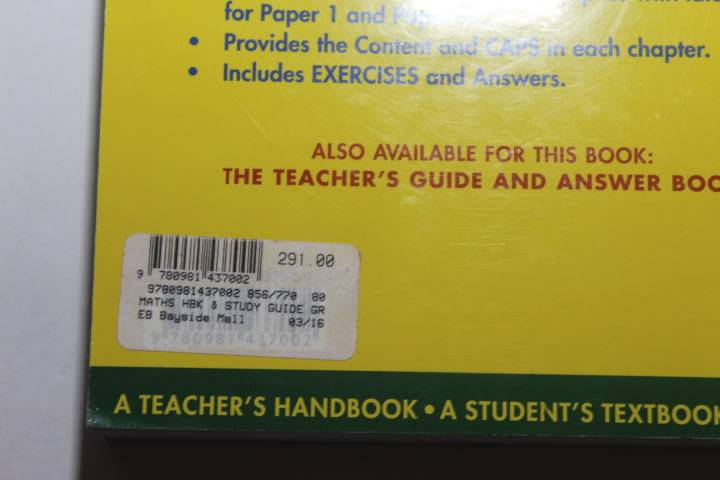 for Paper 1 and
• Provides the Content and CAPS in each chapter.
• Includes EXERCISES and Answers.
ALSO AVAILABLE FOR THIS BOOK:
THE TEACHER'S GUIDE AND ANSWER BOO
291.00
9 780981 437002
9780981437002 856/770 80
MATHS HBK & STUDY GUIDE GR
EB Bayside Mall 03/16
9 780981 437002
A TEACHER'S HANDBOOK • A STUDENT'S TEXTBOOK